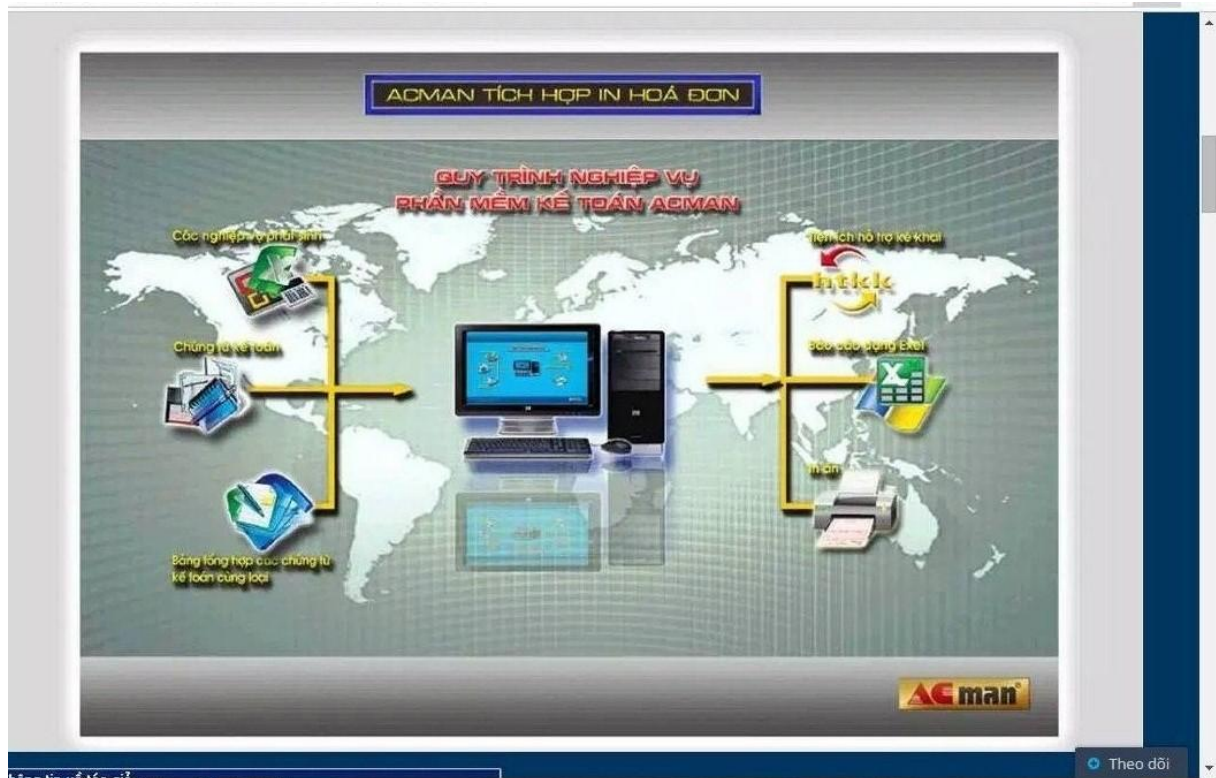 ACMAN TÍCH HỢP IN HOÁ ĐƠN
QUY TRÌNH NGHIỆP VỤ
PHẦN MỀM KẾ TOÁN ACMAN
Các nghiệp vụ phát sinh
Tiện ích hỗ trợ kê khai
htkk
Chứng từ kế toán
Báo cáo dạng Exel
In ấn
Bảng tổng hợp các chứng từ
kế toán cùng loại
ACman
Theo dõi